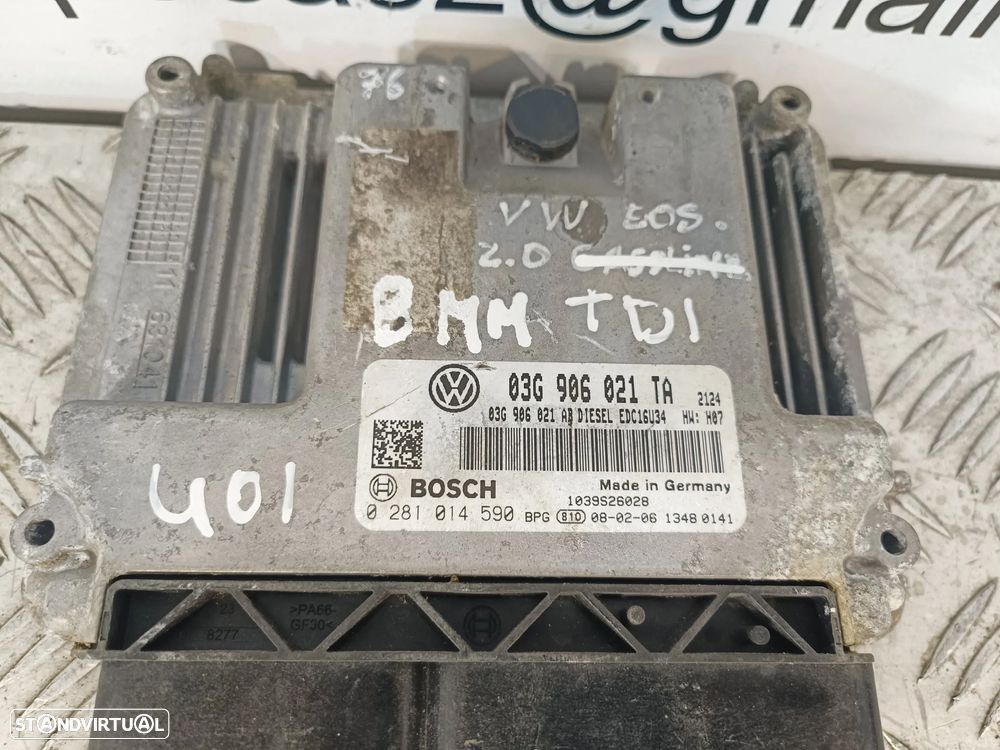 @gmail
76
VW EOS.
2.0
BMM TDI
401
03G 906 021 TA 2124
03G 906 021 AB DIESEL EDC16U34 HW: H07
BOSCH
Made in Germany
1039S26028
0 281 014 590 BPG 810 08-02-06 1348 0141
23 >PA66-
8277 GF30<
STANDVIRTUAL